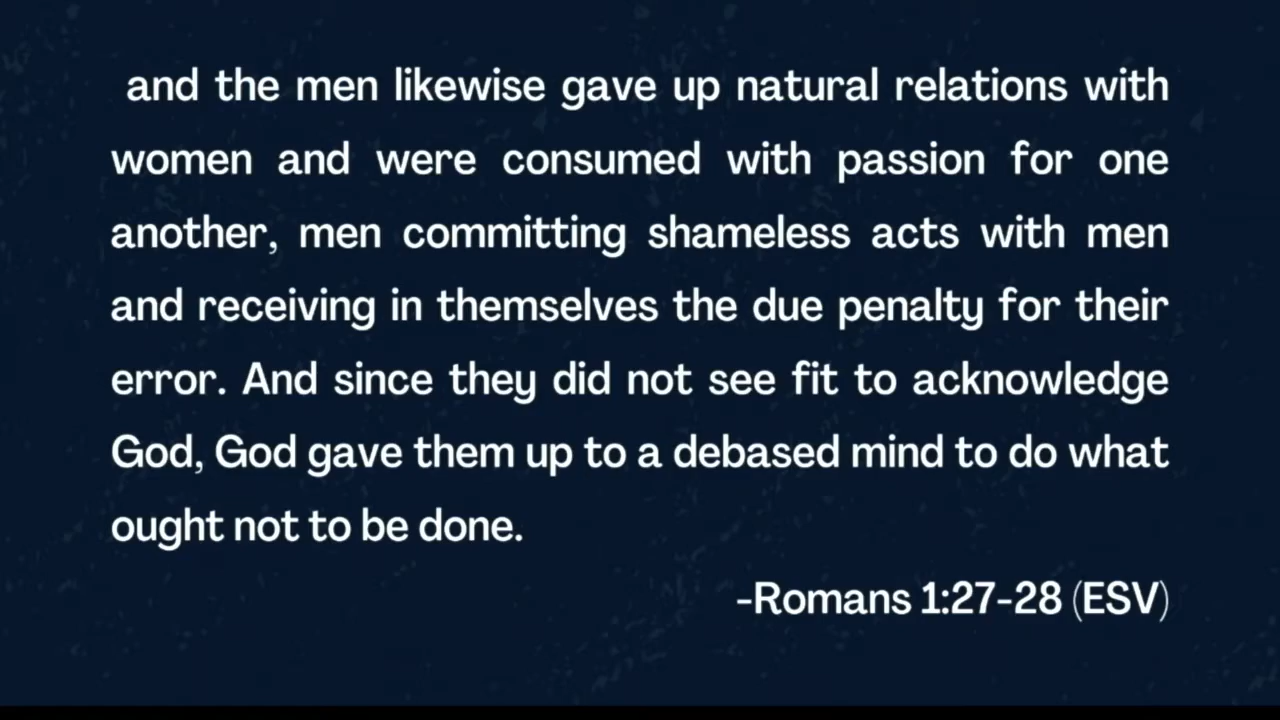 and the men likewise gave up natural relations with
women and were consumed with passion for one
another, men committing shameless acts with men
and receiving in themselves the due penalty for their
error. And since they did not see fit to acknowledge
God, God gave them up to a debased mind to do what
ought not to be done.
-Romans 1:27-28 (ESV)